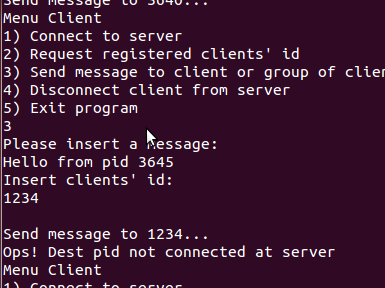 Send message to 3640...
Menu Client
1) Connect to server
2) Request registered clients' id
3) Send message to client or group of clien
4) Disconnect client from server
5) Exit program
3
Please insert a message:
Hello from pid 3645
Insert clients' id:
1234
Send message to 1234...
Ops! Dest pid not connected at server
Menu Client
1) Connect to server